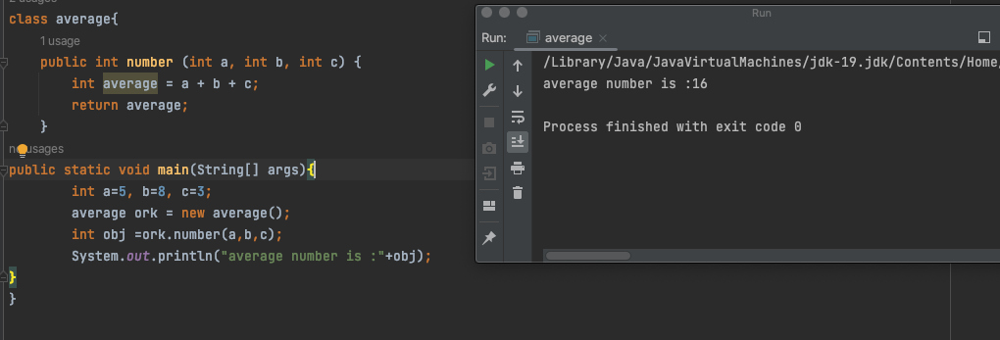 2 usages
class average{
1 usage
public int number (int a, int b, int c) {
int average = a + b + c;
return average;
}
no usages
public static void main(String[] args){
int a=5, b=8, c=3;
average ork = new average();
int obj =ork.number(a,b,c);
System.out.println("average number is :"+obj);
}
}
Run
Run: average
/Library/Java/JavaVirtualMachines/jdk-19.jdk/Contents/Home/
average number is :16
Process finished with exit code 0